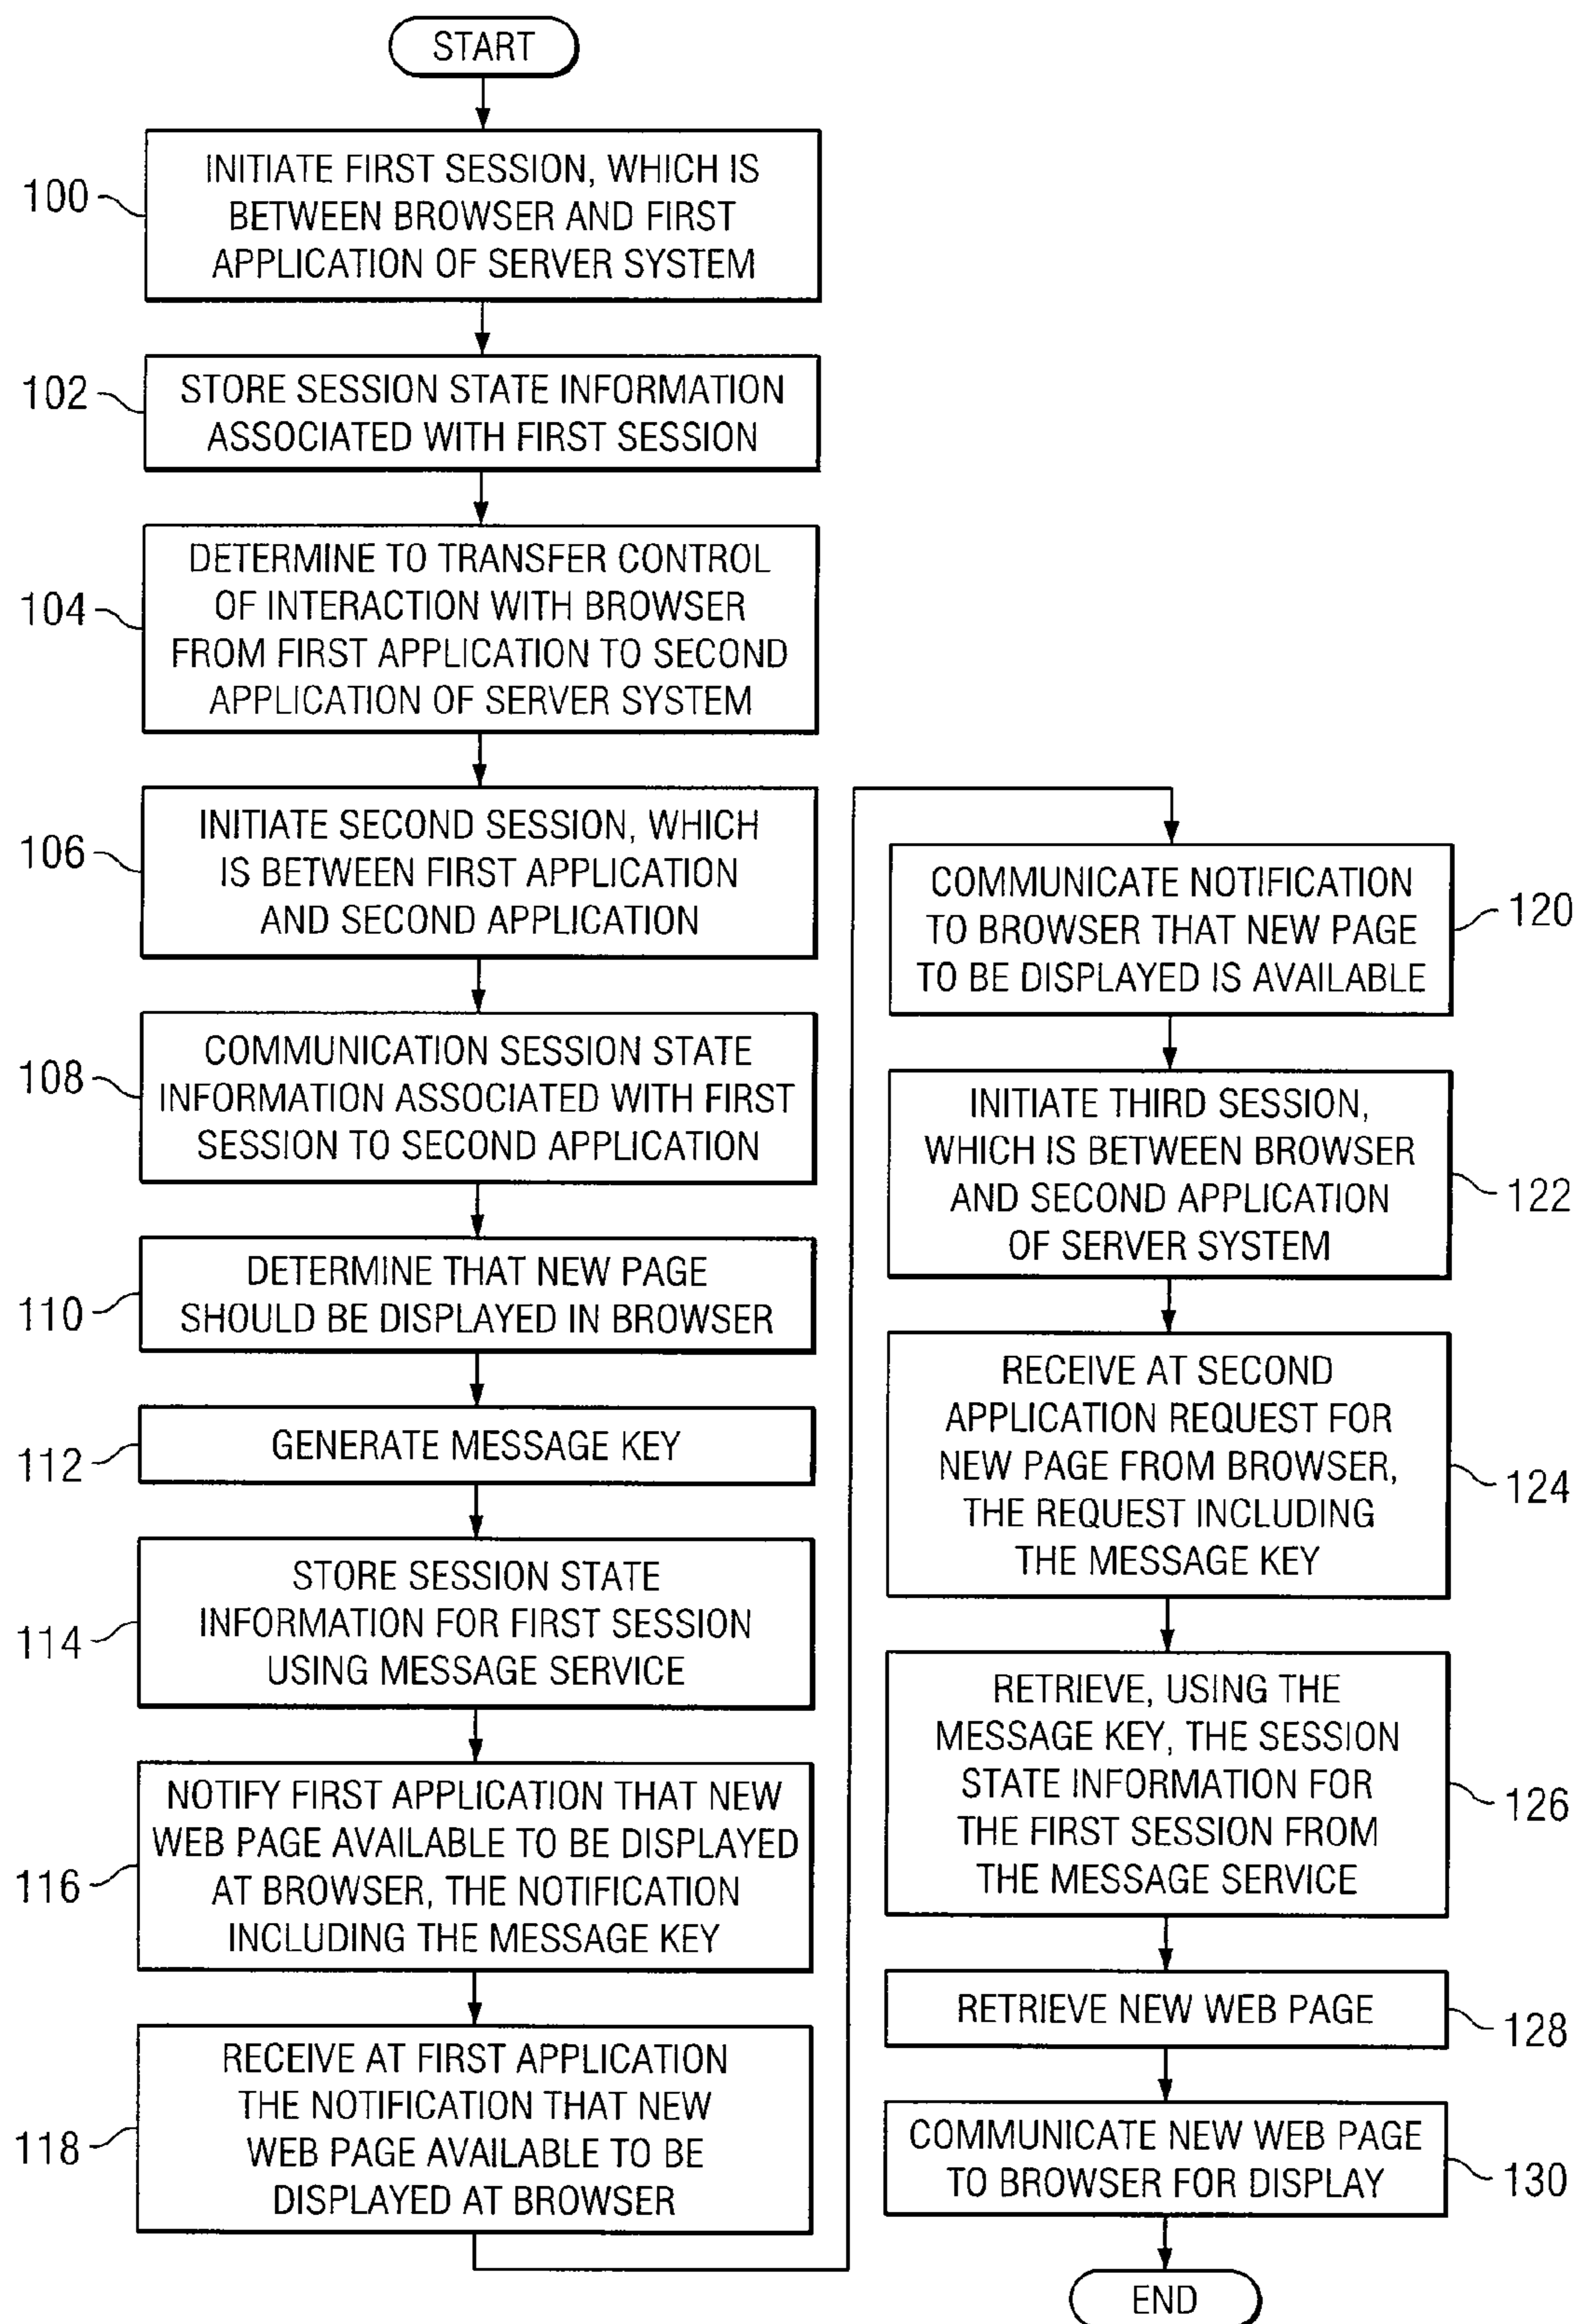 START
100
INITIATE FIRST SESSION, WHICH IS
BETWEEN BROWSER AND FIRST
APPLICATION OF SERVER SYSTEM
102
STORE SESSION STATE INFORMATION
ASSOCIATED WITH FIRST SESSION
104
DETERMINE TO TRANSFER CONTROL
OF INTERACTION WITH BROWSER
FROM FIRST APPLICATION TO SECOND
APPLICATION OF SERVER SYSTEM
106
INITIATE SECOND SESSION, WHICH
IS BETWEEN FIRST APPLICATION
AND SECOND APPLICATION
108
COMMUNICATION SESSION STATE
INFORMATION ASSOCIATED WITH FIRST
SESSION TO SECOND APPLICATION
110
DETERMINE THAT NEW PAGE
SHOULD BE DISPLAYED IN BROWSER
112
GENERATE MESSAGE KEY
114
STORE SESSION STATE
INFORMATION FOR FIRST SESSION
USING MESSAGE SERVICE
116
NOTIFY FIRST APPLICATION THAT NEW
WEB PAGE AVAILABLE TO BE DISPLAYED
AT BROWSER, THE NOTIFICATION
INCLUDING THE MESSAGE KEY
118
RECEIVE AT FIRST APPLICATION
THE NOTIFICATION THAT NEW
WEB PAGE AVAILABLE TO BE
DISPLAYED AT BROWSER
COMMUNICATE NOTIFICATION
TO BROWSER THAT NEW PAGE
TO BE DISPLAYED IS AVAILABLE
120
INITIATE THIRD SESSION,
WHICH IS BETWEEN BROWSER
AND SECOND APPLICATION
OF SERVER SYSTEM
122
RECEIVE AT SECOND
APPLICATION REQUEST FOR
NEW PAGE FROM BROWSER,
THE REQUEST INCLUDING
THE MESSAGE KEY
124
RETRIEVE, USING THE
MESSAGE KEY, THE SESSION
STATE INFORMATION FOR
THE FIRST SESSION FROM
THE MESSAGE SERVICE
126
RETRIEVE NEW WEB PAGE
128
COMMUNICATE NEW WEB PAGE
TO BROWSER FOR DISPLAY
130
END